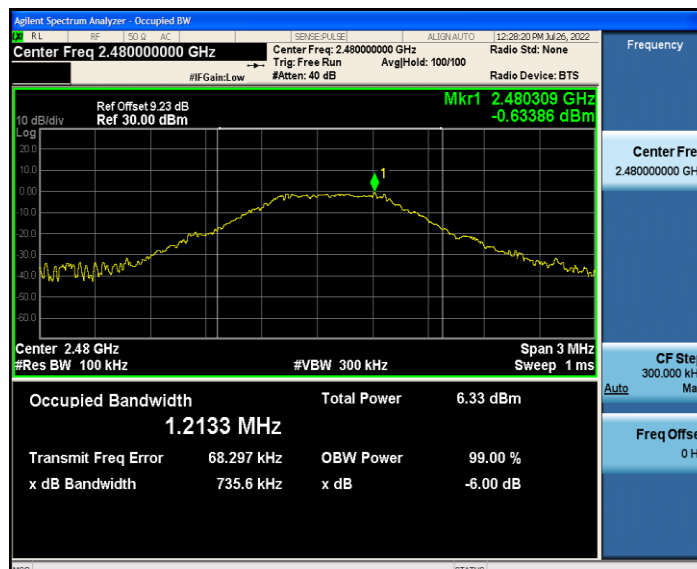 Agilent Spectrum Analyzer - Occupied BW
RL RF 50 Ω AC SENSE:PULSE ALIGN AUTO 12:28:20 PM Jul 26, 2022
Center Freq 2.480000000 GHz
Center Freq: 2.480000000 GHz Radio Std: None
Trig: Free Run Avg|Hold: 100/100
#IFGain:Low #Atten: 40 dB Radio Device: BTS
Ref Offset 9.23 dB
10 dB/div Ref 30.00 dBm
Mkr1 2.480309 GHz
-0.63386 dBm
Log
20.0
10.0
0.00
-10.0
-20.0
-30.0
-40.0
-50.0
-60.0
1
Center 2.48 GHz Span 3 MHz
#Res BW 100 kHz #VBW 300 kHz Sweep 1 ms
Occupied Bandwidth Total Power 6.33 dBm
1.2133 MHz
Transmit Freq Error 68.297 kHz OBW Power 99.00 %
x dB Bandwidth 735.6 kHz x dB -6.00 dB
Frequency
Center Fre
2.480000000 GH
CF Ste
300.000 kH
Auto Ma
Freq Offse
0 H